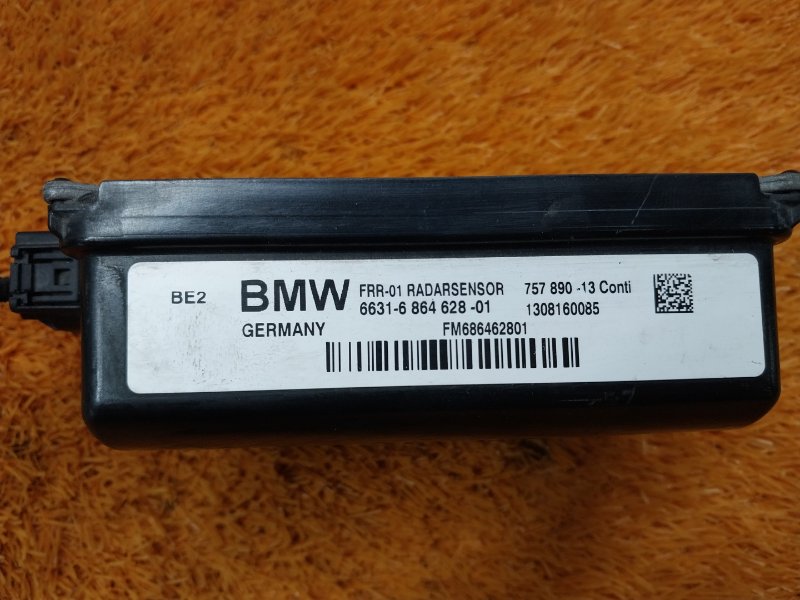 BE2 BMW FRR-01 RADARSENSOR 757 890 -13 Conti
6631-6 864 628 -01 1308160085
GERMANY FM686462801